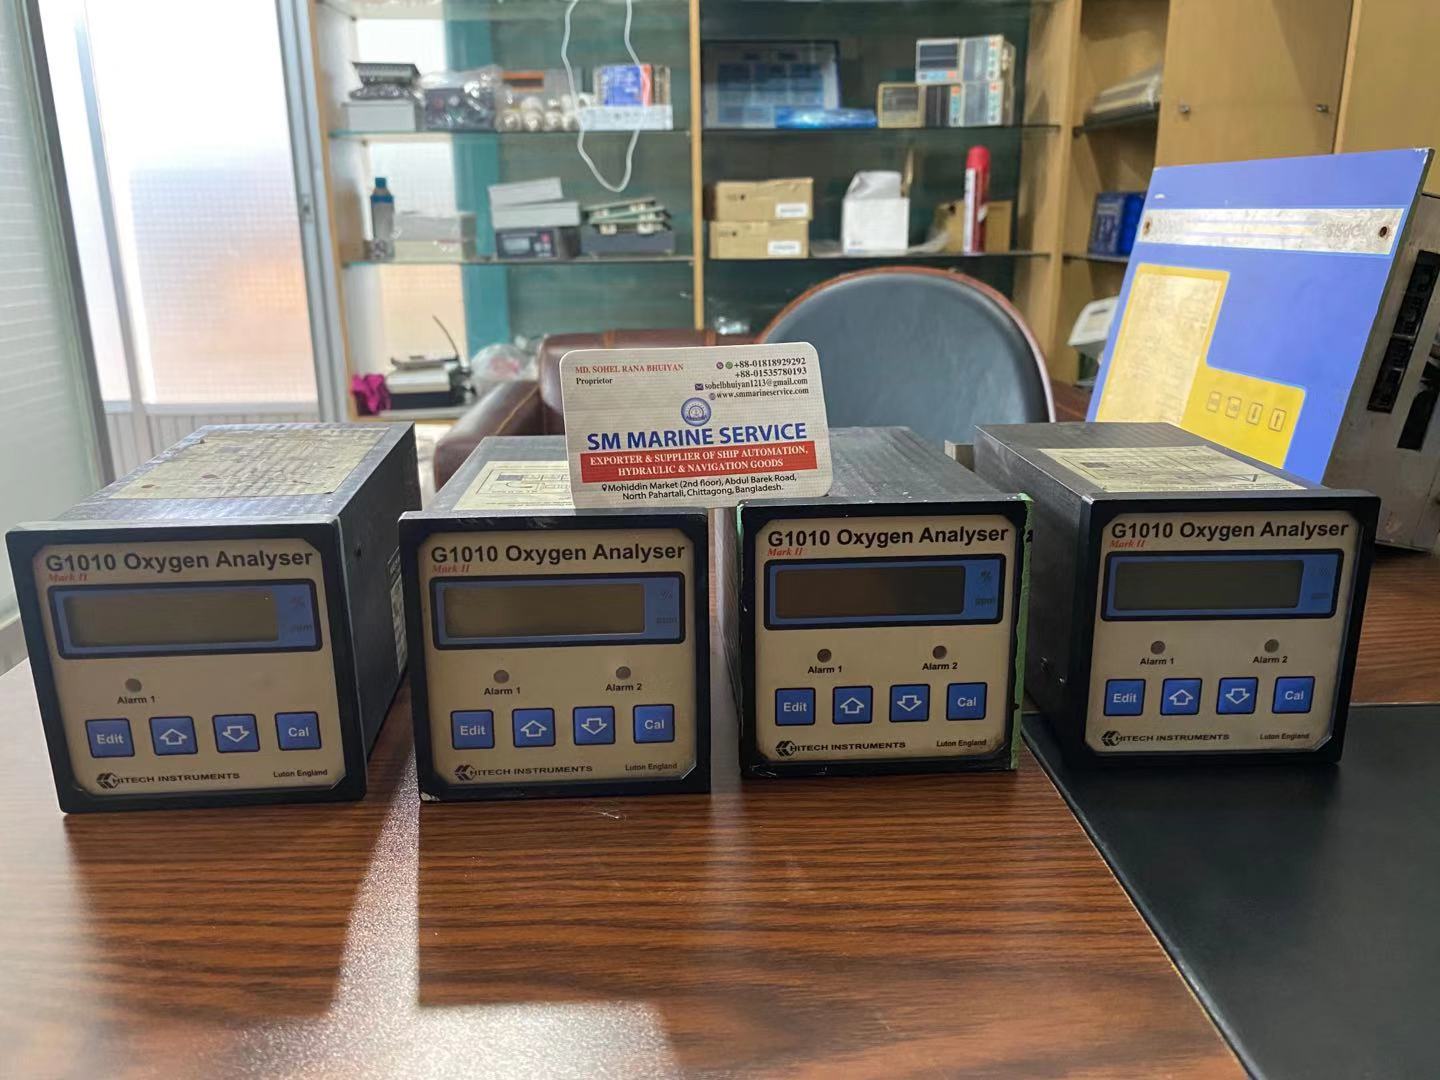 MD. SOHEL RANA BHUIYAN
Proprietor
+88-01818929292
+88-01535780193
sohelbhuiyan1213@gmail.com
www.smmarineservice.com
SM MARINE SERVICE
EXPORTER & SUPPLIER OF SHIP AUTOMATION,
HYDRAULIC & NAVIGATION GOODS
Mohiddin Market (2nd floor), Abdul Barek Road,
North Pahartali, Chittagong, Bangladesh.
G1010 Oxygen Analyser
Mark II
%
ppm
Alarm 1
Edit
Cal
HITECH INSTRUMENTS
Luton England
G1010 Oxygen Analyser
Mark II
%
ppm
Alarm 1
Alarm 2
Edit
Cal
HITECH INSTRUMENTS
Luton England
G1010 Oxygen Analyser
Mark II
%
ppm
Alarm 1
Alarm 2
Edit
Cal
HITECH INSTRUMENTS
Luton England
G1010 Oxygen Analyser
Mark II
%
ppm
Alarm 1
Alarm 2
Edit
Cal
HITECH INSTRUMENTS
Luton England